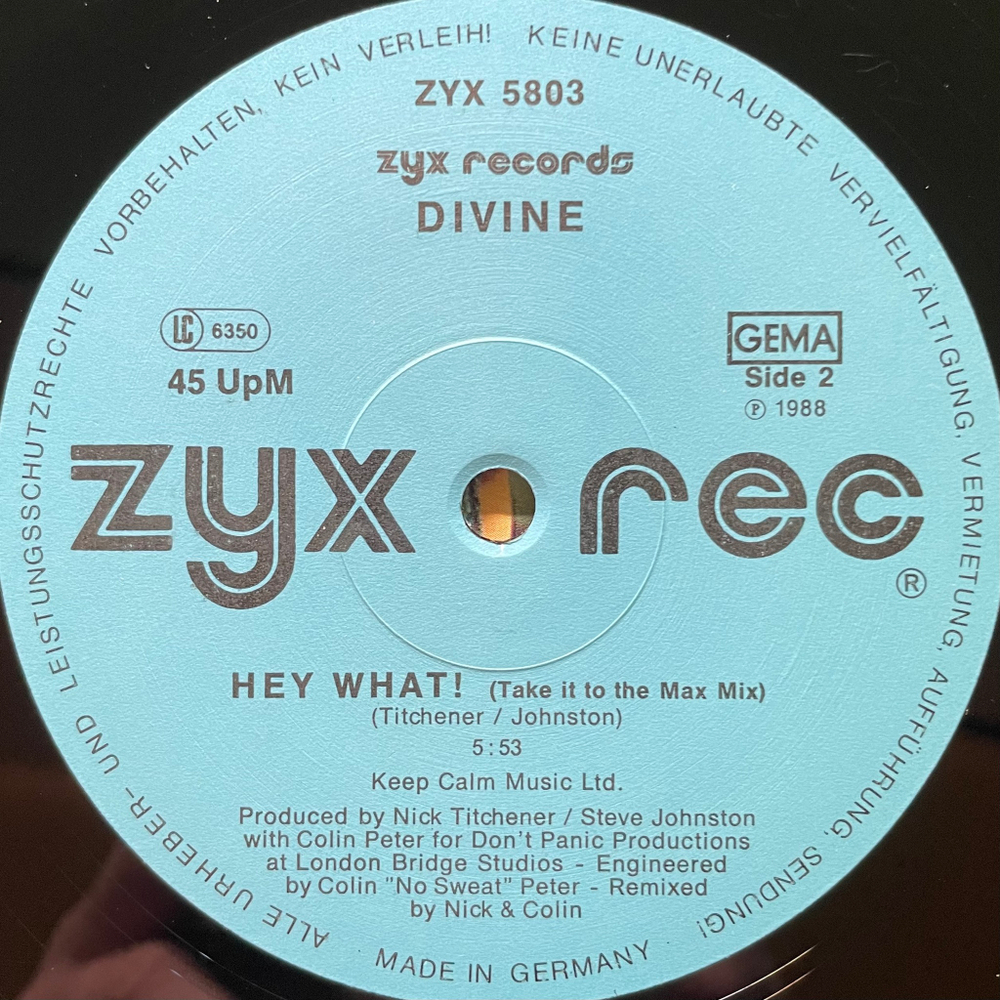 ALLE URHEBER- UND LEISTUNGSSCHUTZRECHTE VORBEHALTEN, KEIN VERLEIH! KEINE UNERLAUBTE VERVIELFÄLTIGUNG, VERMIETUNG, AUFFÜHRUNG, SENDUNG!
ZYX 5803
zyx records
DIVINE
LC 6350
GEMA
45 UpM
Side 2
Ⓟ 1988
zyx rec
®
HEY WHAT! (Take it to the Max Mix)
(Titchener / Johnston)
5:53
Keep Calm Music Ltd.
Produced by Nick Titchener / Steve Johnston
with Colin Peter for Don't Panic Productions
at London Bridge Studios - Engineered
by Colin "No Sweat" Peter - Remixed
by Nick & Colin
MADE IN GERMANY